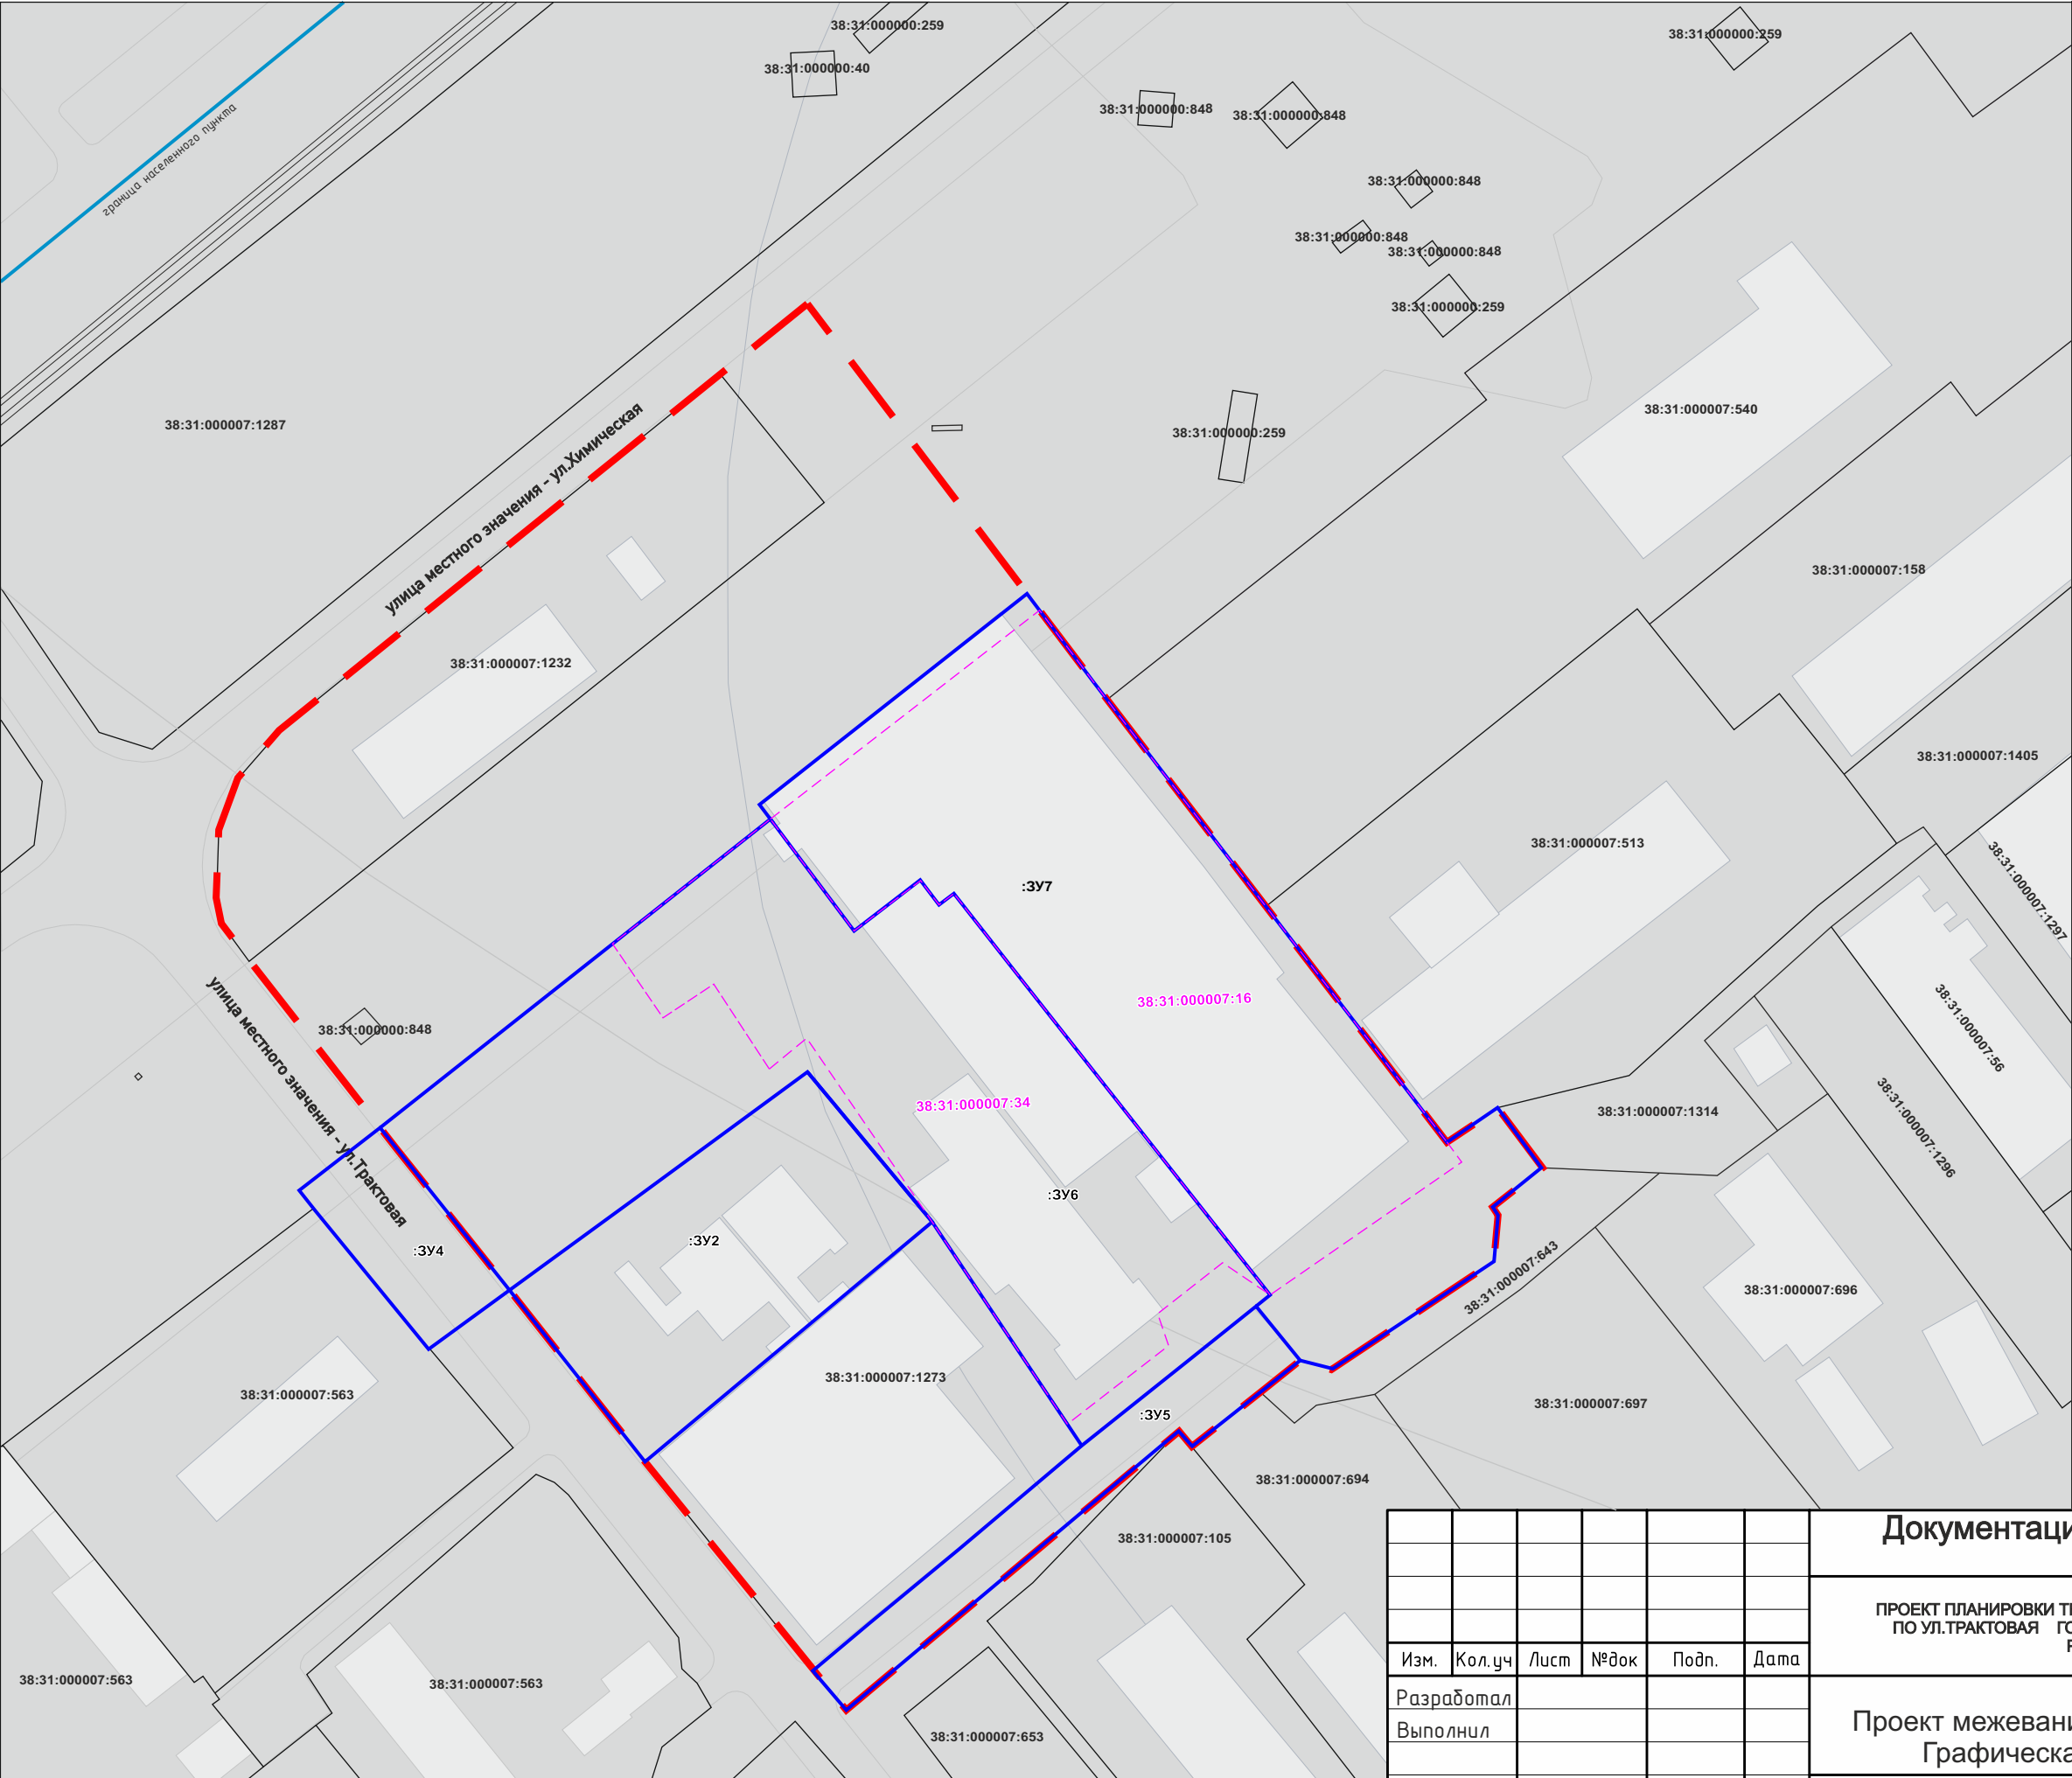 38:31:000000:259
38:31:000000:259
38:31:000000:40
38:31:000000:848
38:31:000000:848
граница населенного пункта
38:31:000000:848
38:31:000000:848
38:31:000000:848
38:31:000000:259
38:31:000007:540
38:31:000007:1287
38:31:000000:259
улица местного значения - ул.Химическая
38:31:000007:158
38:31:000007:1232
38:31:000007:1405
38:31:000007:513
:ЗУ7
38:31:000007:1297
38:31:000007:16
38:31:000007:56
38:31:000000:848
улица местного значения - ул.Трактовая
38:31:000007:34
38:31:000007:1314
38:31:000007:1296
:ЗУ6
:ЗУ2
:ЗУ4
38:31:000007:643
38:31:000007:696
38:31:000007:1273
38:31:000007:563
38:31:000007:697
:ЗУ5
38:31:000007:694
38:31:000007:105
38:31:000007:563
38:31:000007:563
38:31:000007:653
Документаци
ПРОЕКТ ПЛАНИРОВКИ
ПО УЛ.ТРАКТОВАЯ
Изм. Кол.уч Лист №док Подп. Дата
Разработал
Выполнил
Проект межевани
Графическа